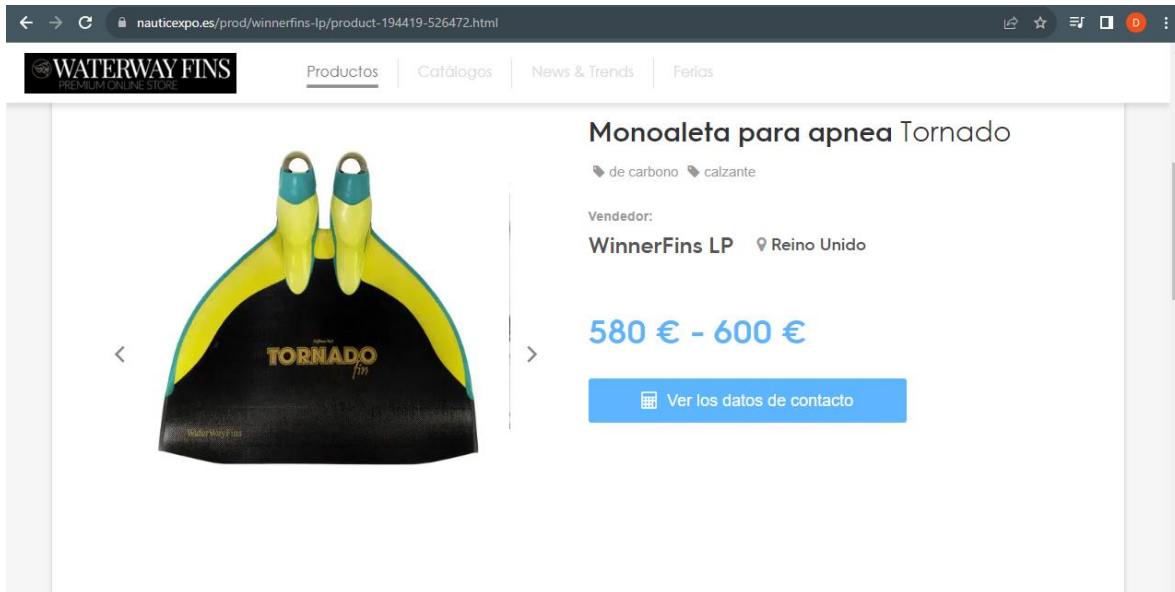 nauticexpo.es/prod/winnerfins-lp/product-194419-526472.html
D
WATERWAY FINS
PREMIUM ONLINE STORE
Productos
Catálogos
News & Trends
Ferias
Monoaleta para apnea Tornado
de carbono calzante
Vendedor:
WinnerFins LP Reino Unido
580 € - 600 €
Ver los datos de contacto
TORNADO
fin
WaterWayFins